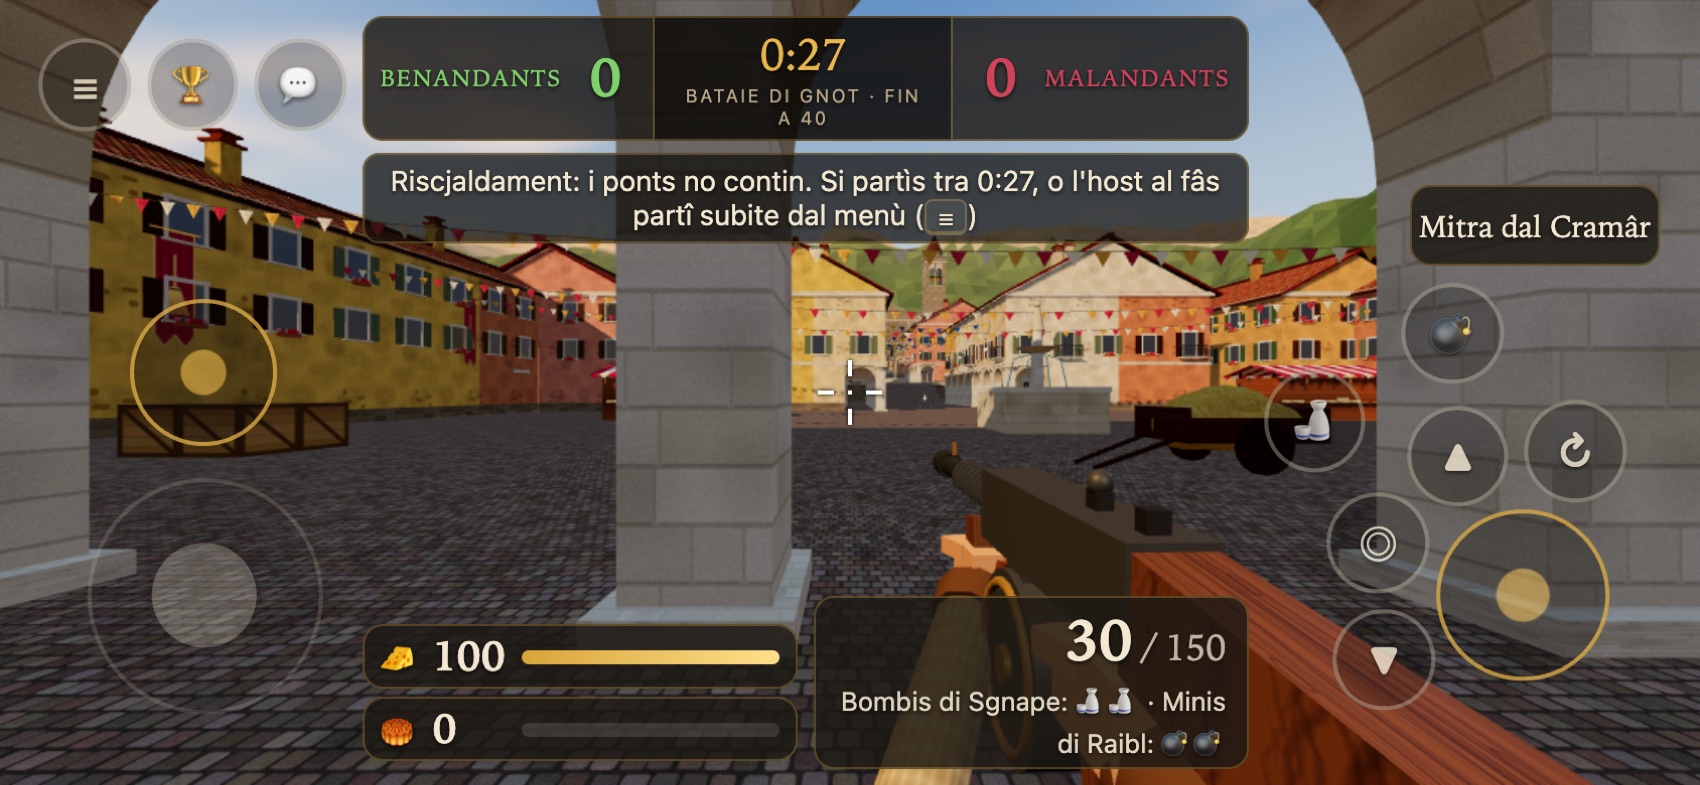 BENANDANTS 0
0:27
BATAIE DI GNOT · FIN
A 40
0 MALANDANTS
Riscjaldament: i ponts no contin. Si partìs tra 0:27, o l'host al fâs
partî subite dal menù (≡)
Mitra dal Cramâr
100
0
30 / 150
Bombis di Sgnape: · Minis
di Raibl: